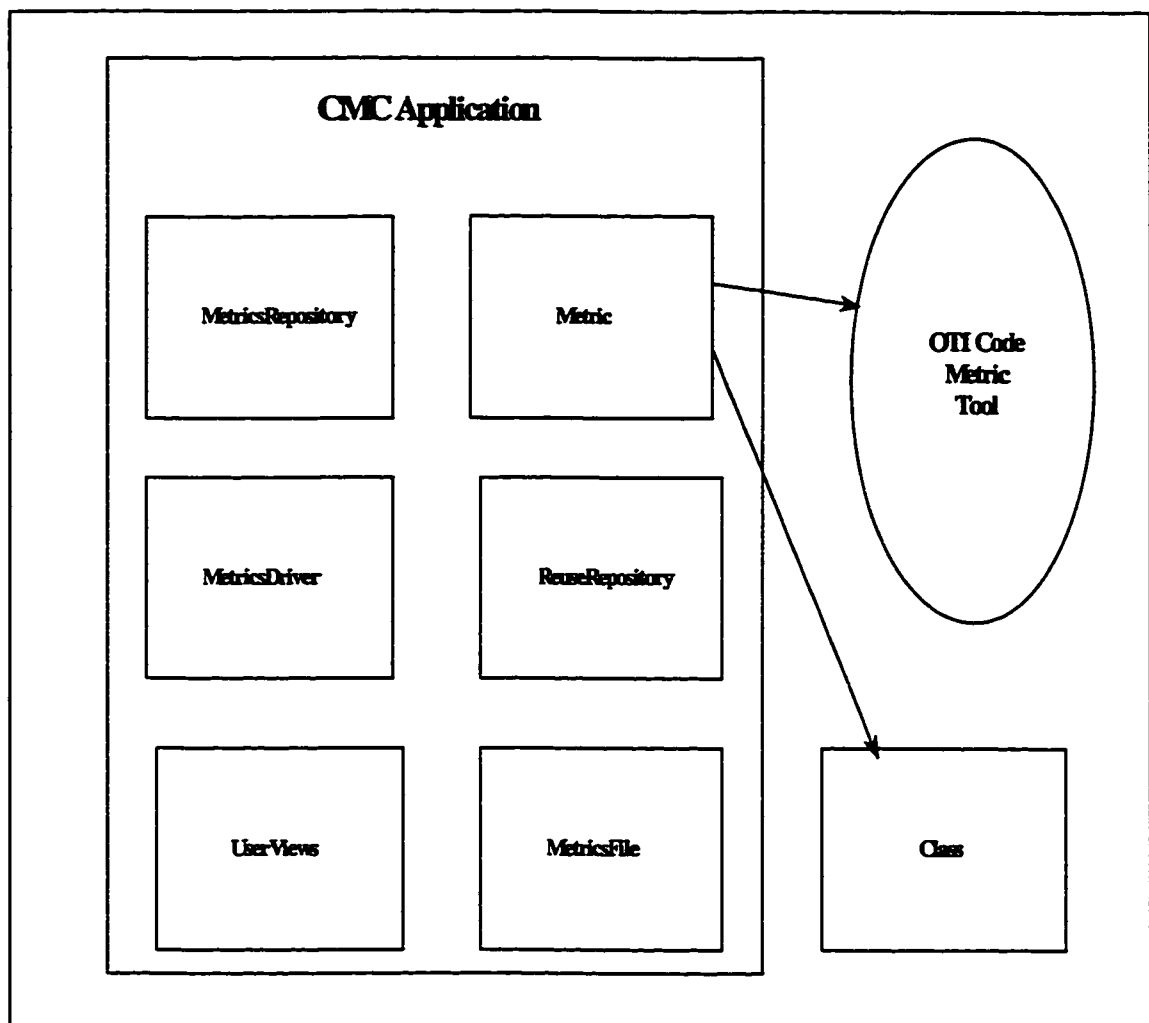 CMC Application
MetricsRepository
Metric
OTI Code
Metric
Tool
MetricsDriver
ReuseRepository
UserViews
MetricsFile
Class